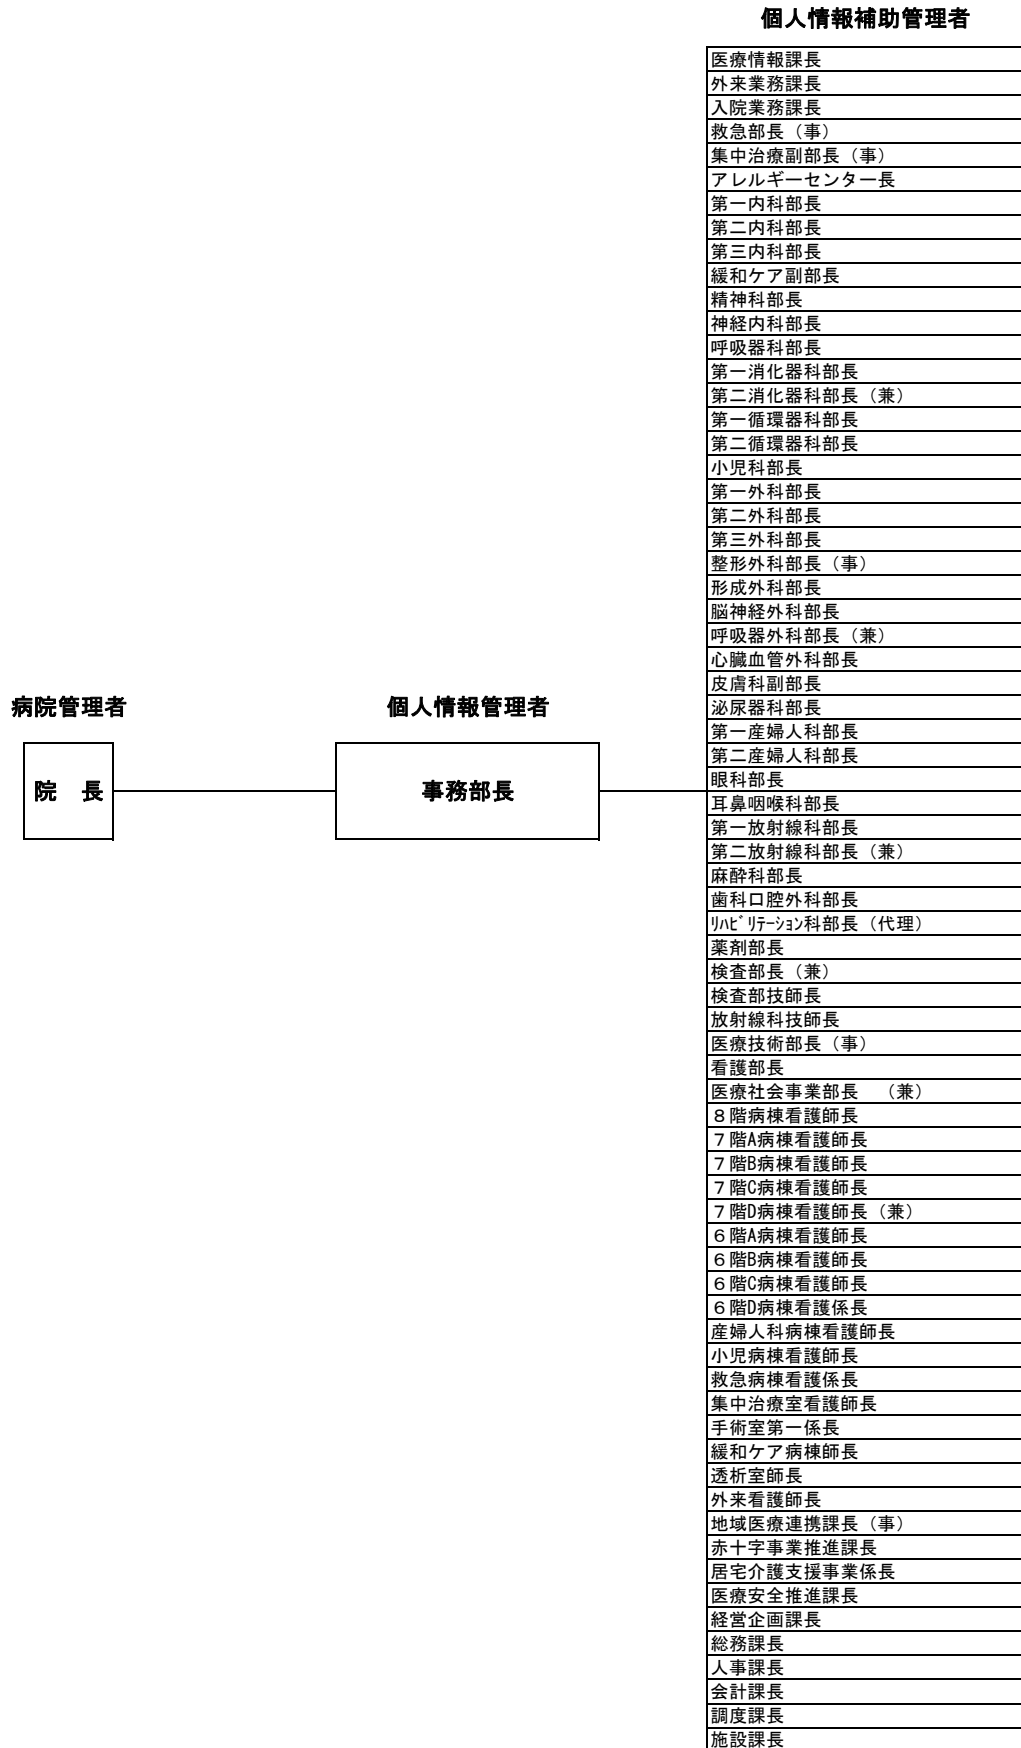 個人情報補助管理者
医療情報課長
外来業務課長
入院業務課長
救急部長（事）
集中治療副部長（事）
アレルギーセンター長
第一内科部長
第二内科部長
第三内科部長
緩和ケア副部長
精神科部長
神経内科部長
呼吸器科部長
第一消化器科部長
第二消化器科部長（兼）
第一循環器科部長
第二循環器科部長
小児科部長
第一外科部長
第二外科部長
第三外科部長
整形外科部長（事）
形成外科部長
脳神経外科部長
呼吸器外科部長（兼）
心臓血管外科部長
皮膚科副部長
病院管理者
個人情報管理者
泌尿器科部長
第一産婦人科部長
第二産婦人科部長
眼科部長
院　長
事務部長
耳鼻咽喉科部長
第一放射線科部長
第二放射線科部長（兼）
麻酔科部長
歯科口腔外科部長
ﾘﾊﾋﾞﾘﾃｰｼｮﾝ科部長（代理）
薬剤部長
検査部長（兼）
検査部技師長
放射線科技師長
医療技術部長（事）
看護部長
医療社会事業部長　（兼）
８階病棟看護師長
７階A病棟看護師長
７階B病棟看護師長
７階C病棟看護師長
７階D病棟看護師長（兼）
６階A病棟看護師長
６階B病棟看護師長
６階C病棟看護師長
６階D病棟看護係長
産婦人科病棟看護師長
小児病棟看護師長
救急病棟看護係長
集中治療室看護師長
手術室第一係長
緩和ケア病棟師長
透析室師長
外来看護師長
地域医療連携課長（事）
赤十字事業推進課長
居宅介護支援事業係長
医療安全推進課長
経営企画課長
総務課長
人事課長
会計課長
調度課長
施設課長